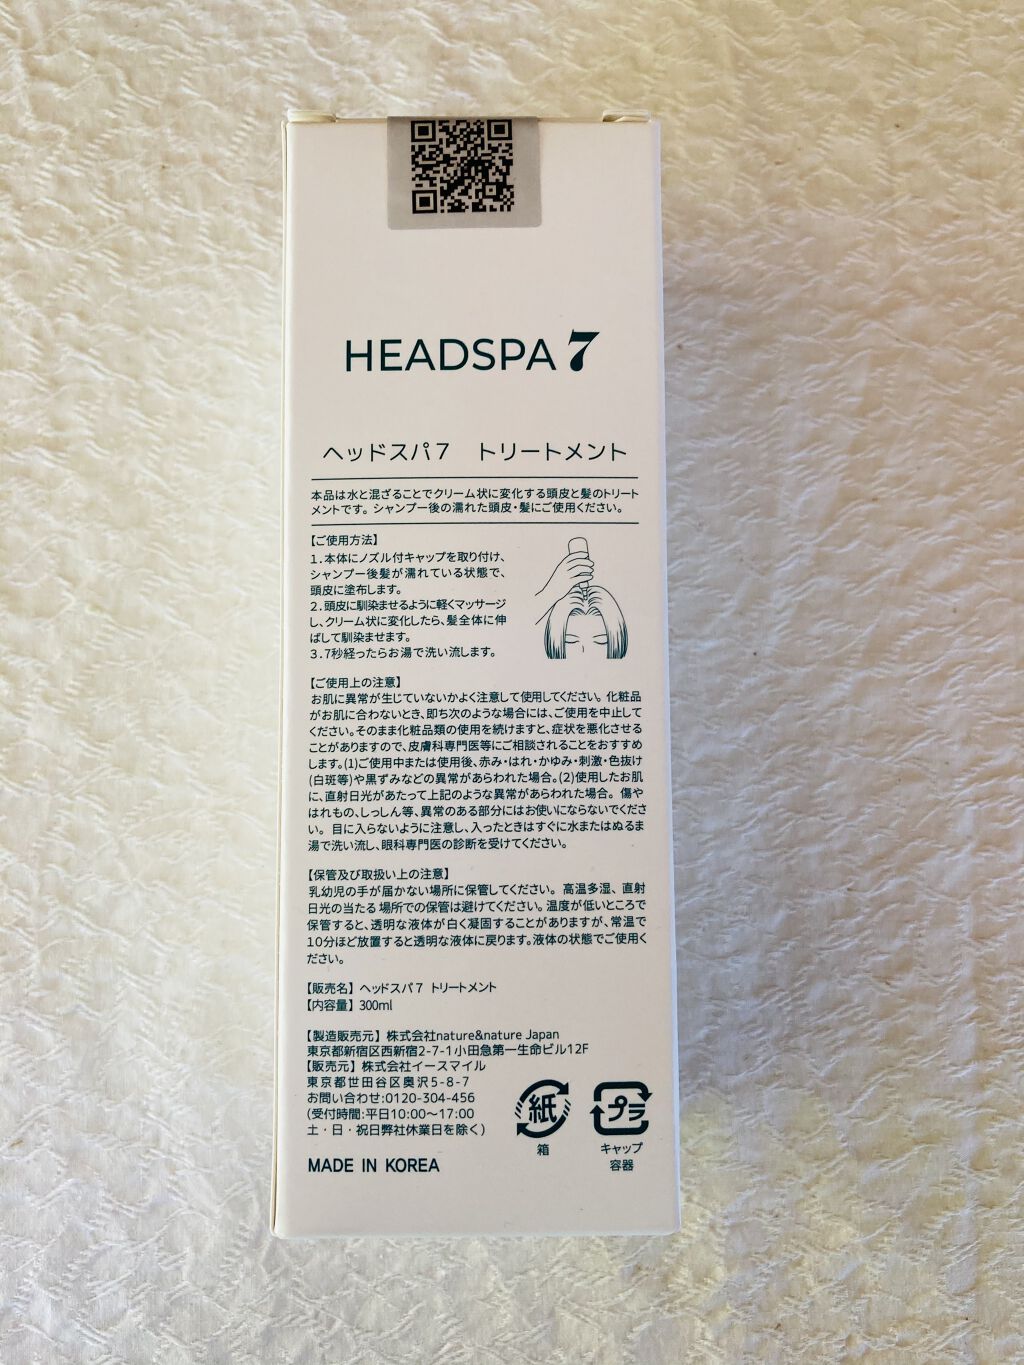 HEADSPA 7
ヘッドスパ7　トリートメント
本品は水と混ざることでクリーム状に変化する頭皮と髪のトリート
メントです。シャンプー後の濡れた頭皮・髪にご使用ください。
【ご使用方法】
1.本体にノズル付キャップを取り付け、
シャンプー後髪が濡れている状態で、
頭皮に塗布します。
2.頭皮に馴染ませるように軽くマッサージ
し、クリーム状に変化したら、髪全体に伸
ばして馴染ませます。
3.7秒経ったらお湯で洗い流します。
【ご使用上の注意】
お肌に異常が生じていないかよく注意して使用してください。化粧品
がお肌に合わないとき、即ち次のような場合には、ご使用を中止して
ください。そのまま化粧品類の使用を続けますと、症状を悪化させる
ことがありますので、皮膚科専門医等にご相談されることをおすすめ
します。(1)ご使用中または使用後、赤み・はれ・かゆみ・刺激・色抜け
(白斑等)や黒ずみなどの異常があらわれた場合。(2)使用したお肌
に、直射日光があたって上記のような異常があらわれた場合。傷や
はれもの、しっしん等、異常のある部分にはお使いにならないでくださ
い。目に入らないように注意し、入ったときはすぐに水またはぬるま
湯で洗い流し、眼科専門医の診断を受けてください。
【保管及び取扱い上の注意】
乳幼児の手が届かない場所に保管してください。高温多湿、直射
日光の当たる場所での保管は避けてください。温度が低いところで
保管すると、透明な液体が白く凝固することがありますが、常温で
10分ほど放置すると透明な液体に戻ります。液体の状態でご使用く
ださい。
【販売名】ヘッドスパ7 トリートメント
【内容量】300ml
【製造販売元】株式会社nature&nature Japan
東京都新宿区西新宿2-7-1小田急第一生命ビル12F
【販売元】株式会社イースマイル
東京都世田谷区奥沢5-8-7
お問い合わせ:0120-304-456
(受付時間:平日10:00～17:00
土・日・祝日弊社休業日を除く)
MADE IN KOREA
紙
箱
プラ
キャップ
容器